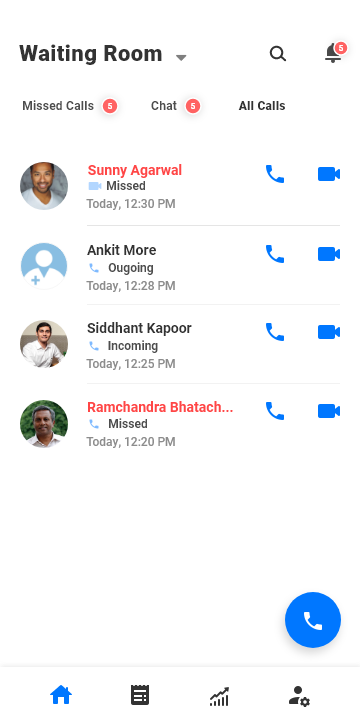 Waiting Room
5
Missed Calls 5 Chat 5 All Calls
Sunny Agarwal
Missed
Today, 12:30 PM
Ankit More
Ougoing
Today, 12:28 PM
Siddhant Kapoor
Incoming
Today, 12:25 PM
Ramchandra Bhatach...
Missed
Today, 12:20 PM